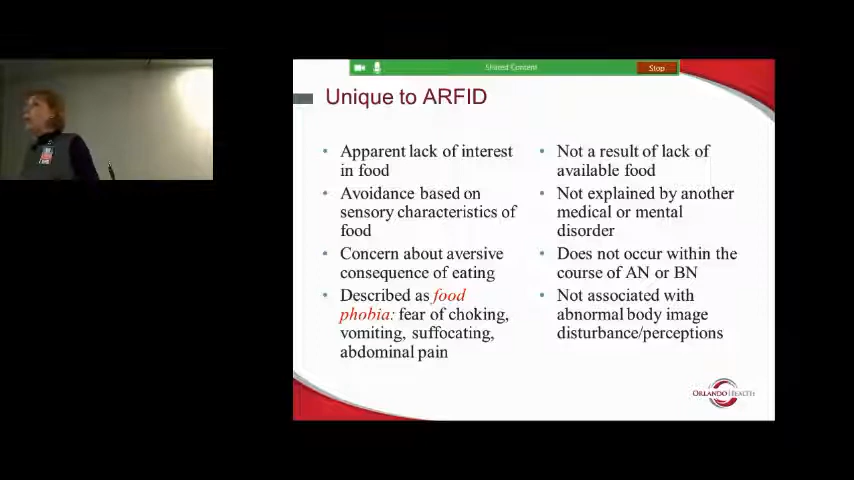 Shared Content
Stop
Unique to ARFID
• Apparent lack of interest
in food
• Avoidance based on
sensory characteristics of
food
• Concern about aversive
consequence of eating
• Described as food
phobia: fear of choking,
vomiting, suffocating,
abdominal pain
• Not a result of lack of
available food
• Not explained by another
medical or mental
disorder
• Does not occur within the
course of AN or BN
• Not associated with
abnormal body image
disturbance/perceptions
ORLANDO HEALTH